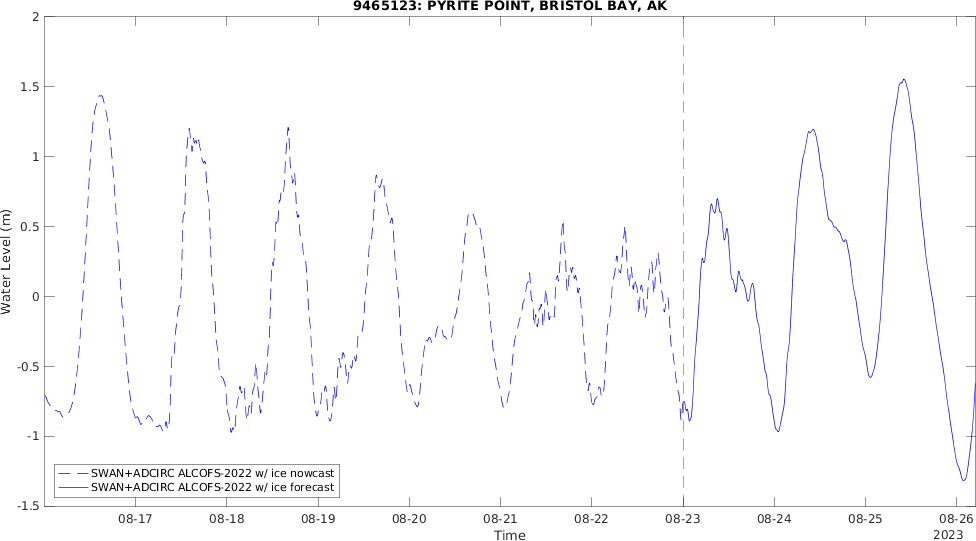 9465123: PYRITE POINT, BRISTOL BAY, AK
Water Level (m)
2
1.5
1
0.5
0
-0.5
-1
-1.5
SWAN+ADCIRC ALCOFS-2022 w/ ice nowcast
SWAN+ADCIRC ALCOFS-2022 w/ ice forecast
08-17 08-18 08-19 08-20 08-21 08-22 08-23 08-24 08-25 08-26
Time
2023